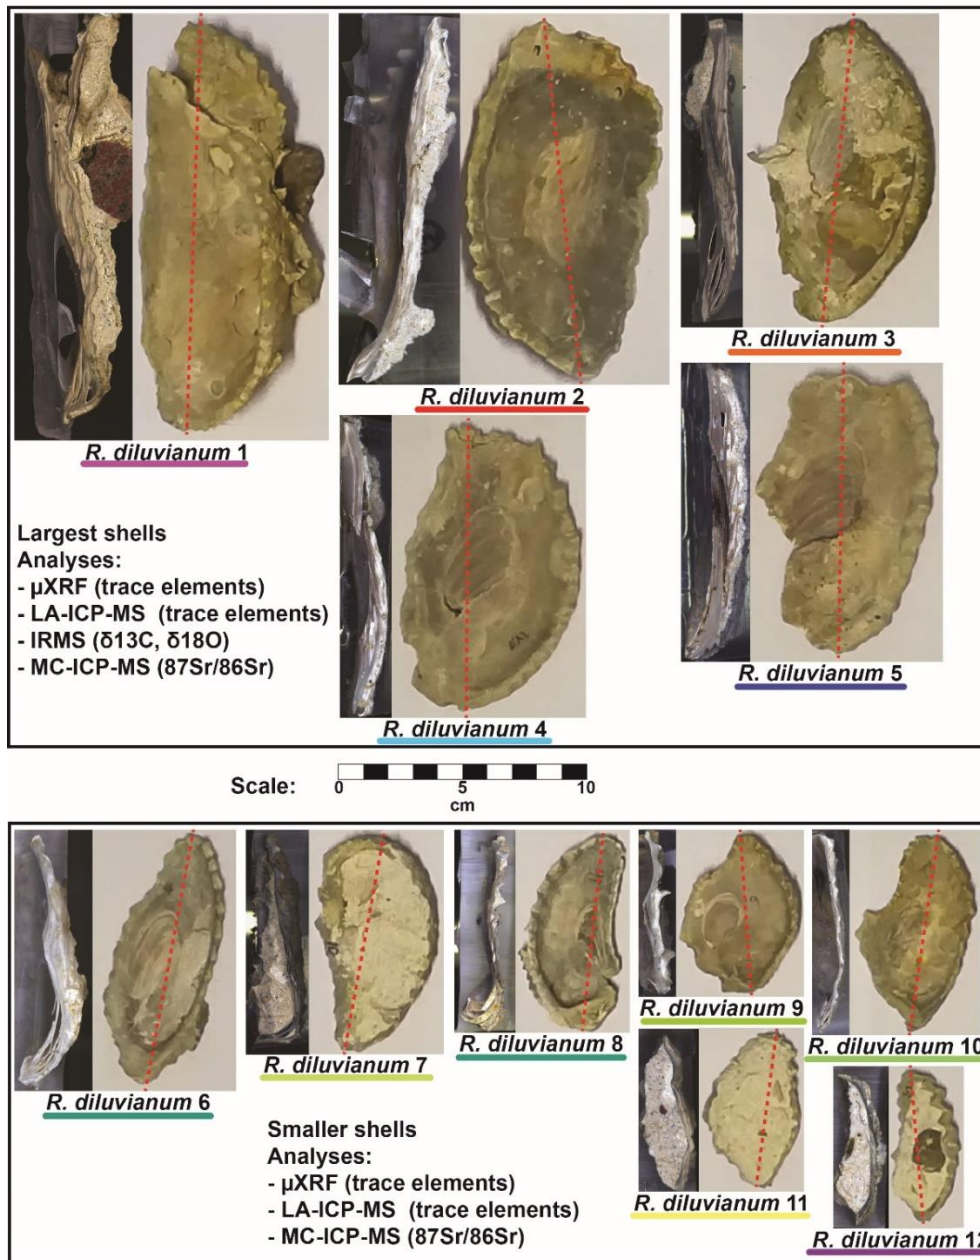 R. diluvianum 1
R. diluvianum 2
R. diluvianum 3
R. diluvianum 4
R. diluvianum 5
Largest shells
Analyses:
- µXRF (trace elements)
- LA-ICP-MS (trace elements)
- IRMS (δ13C, δ18O)
- MC-ICP-MS (87Sr/86Sr)
Scale:
0 5 10
cm
R. diluvianum 6
R. diluvianum 7
R. diluvianum 8
R. diluvianum 9
R. diluvianum 10
R. diluvianum 11
R. diluvianum 12
Smaller shells
Analyses:
- µXRF (trace elements)
- LA-ICP-MS (trace elements)
- MC-ICP-MS (87Sr/86Sr)